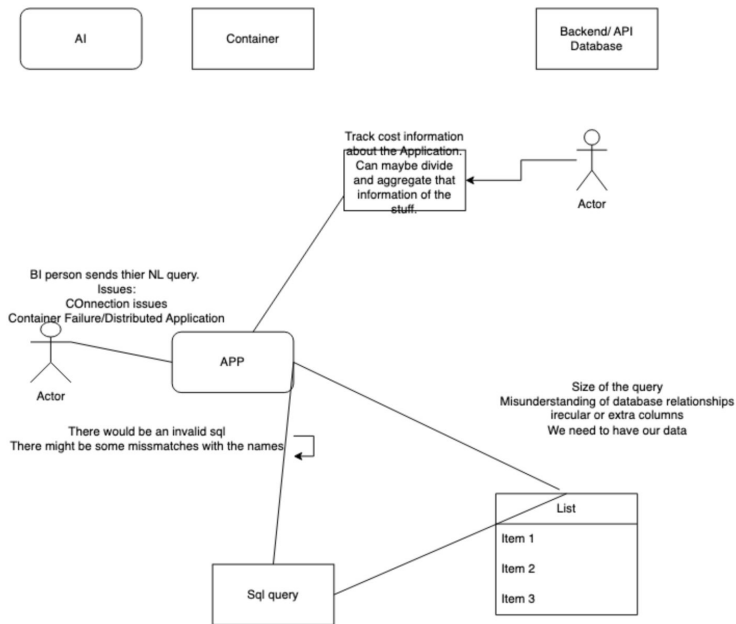 AI
Container
Backend/ API
Database
Track cost information
about the Application.
Can maybe divide
and aggregate that
information of the
stuff.
Actor
BI person sends thier NL query.
Issues:
COnnection issues
Container Failure/Distributed Application
APP
Actor
Size of the query
Misunderstanding of database relationships
irecular or extra columns
We need to have our data
There would be an invalid sql
There might be some missmatches with the names
List
Item 1
Item 2
Item 3
Sql query